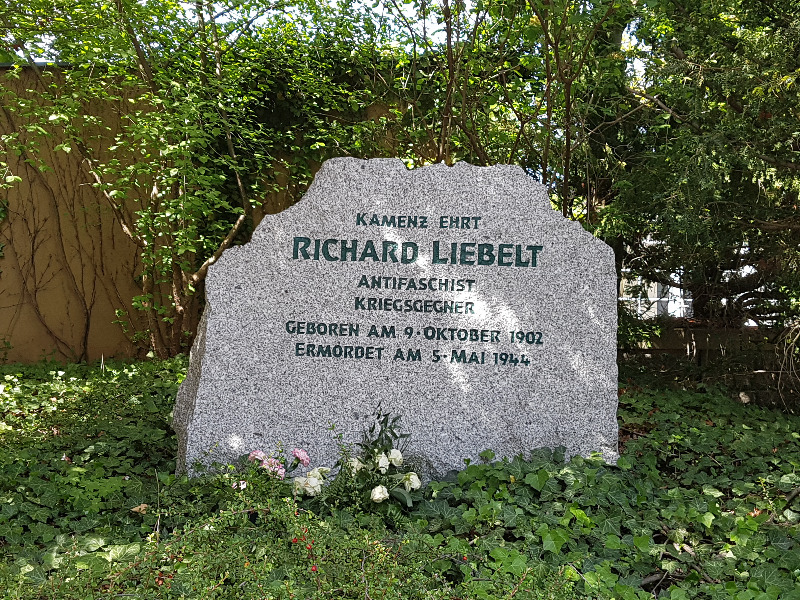 KAMENZ EHRT
RICHARD LIEBELT
ANTIFASCHIST
KRIEGSGEGNER
GEBOREN AM 9·OKTOBER 1902
ERMORDET AM 5·MAI 1944